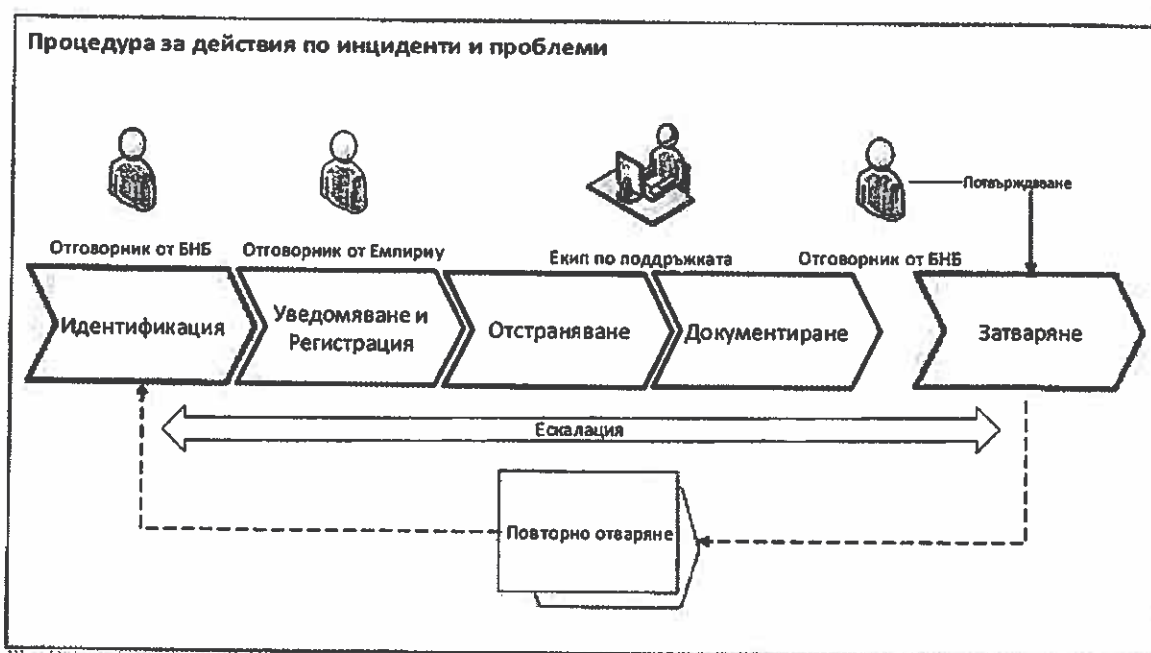 Процедура за действия по инциденти и проблеми
Потвърждаване
Отговорник от БНБ
Отговорник от Емпириу
Екип по поддръжката
Отговорник от БНБ
Идентификация
Уведомяване и
Регистрация
Отстраняване
Документиране
Затваряне
Ескалация
Повторно отваряне